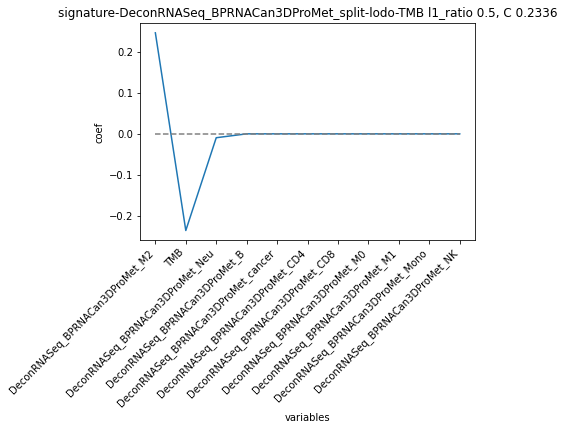 signature-DeconRNASeq_BPRNACan3DProMet_split-lodo-TMB l1_ratio 0.5, C 0.2336
coef
0.2
0.1
0.0
−0.1
−0.2
DeconRNASeq_BPRNACan3DProMet_M2
TMB
DeconRNASeq_BPRNACan3DProMet_Neu
DeconRNASeq_BPRNACan3DProMet_B
DeconRNASeq_BPRNACan3DProMet_cancer
DeconRNASeq_BPRNACan3DProMet_CD4
DeconRNASeq_BPRNACan3DProMet_CD8
DeconRNASeq_BPRNACan3DProMet_M0
DeconRNASeq_BPRNACan3DProMet_M1
DeconRNASeq_BPRNACan3DProMet_Mono
DeconRNASeq_BPRNACan3DProMet_NK
variables